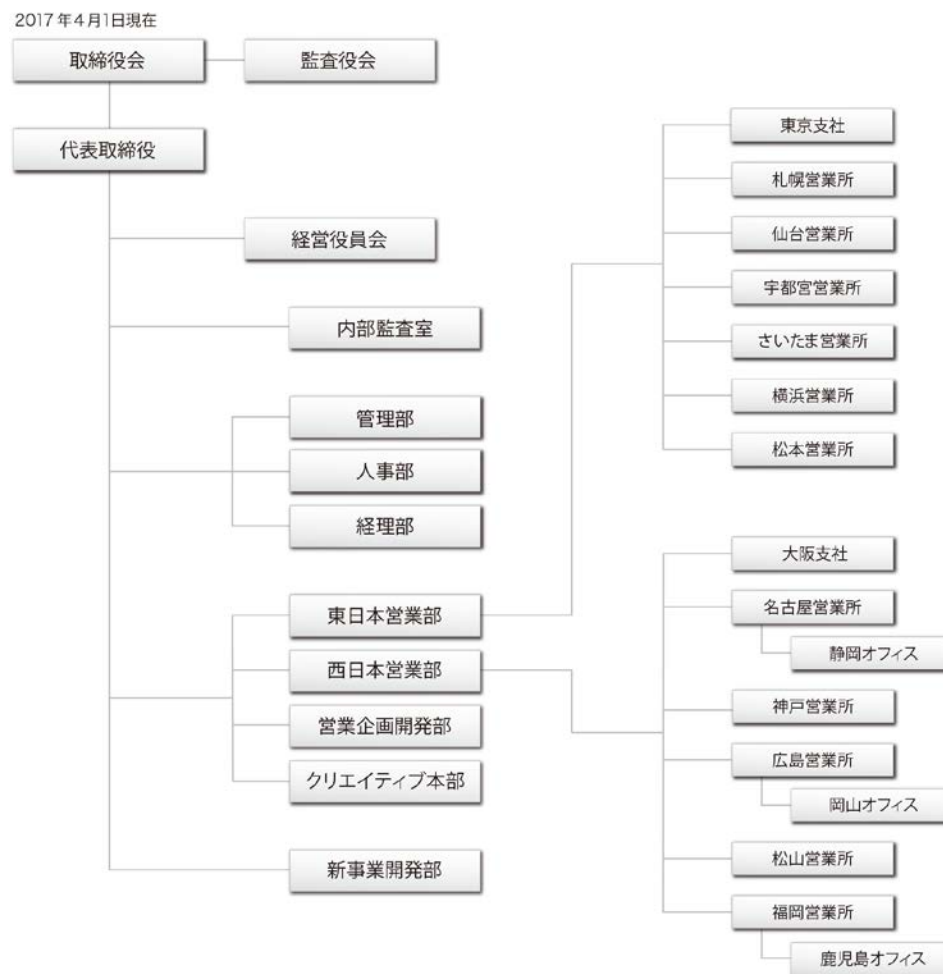 2017年4月1日現在
取締役会
監査役会
代表取締役
経営役員会
内部監査室
管理部
人事部
経理部
東日本営業部
西日本営業部
営業企画開発部
クリエイティブ本部
新事業開発部
東京支社
札幌営業所
仙台営業所
宇都宮営業所
さいたま営業所
横浜営業所
松本営業所
大阪支社
名古屋営業所
静岡オフィス
神戸営業所
広島営業所
岡山オフィス
松山営業所
福岡営業所
鹿児島オフィス